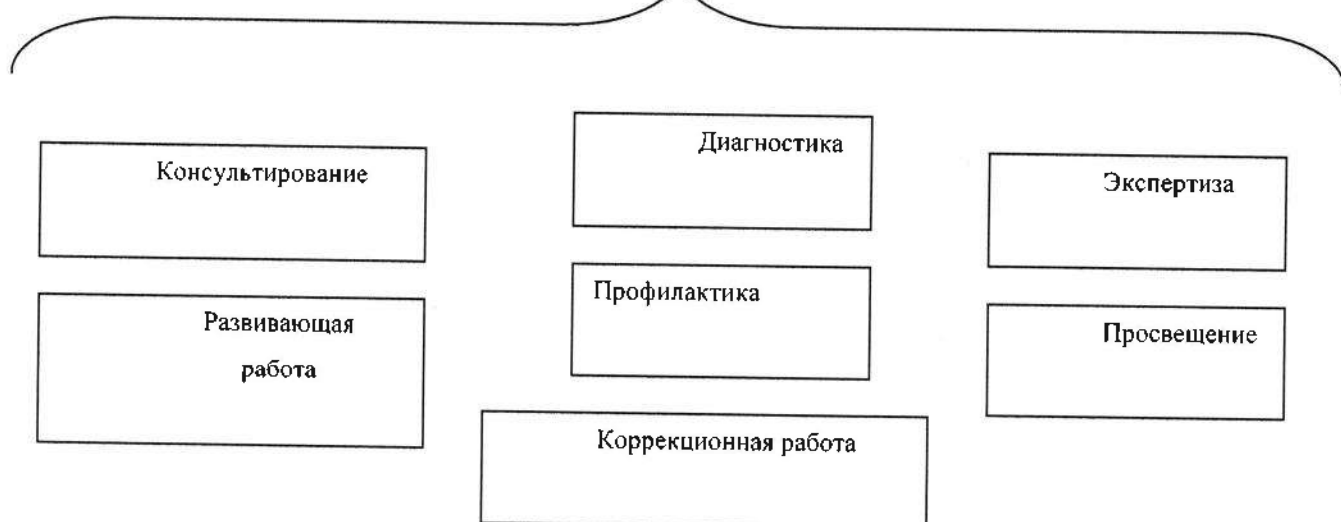 Консультирование
Диагностика
Экспертиза
Развивающая
работа
Профилактика
Просвещение
Коррекционная работа